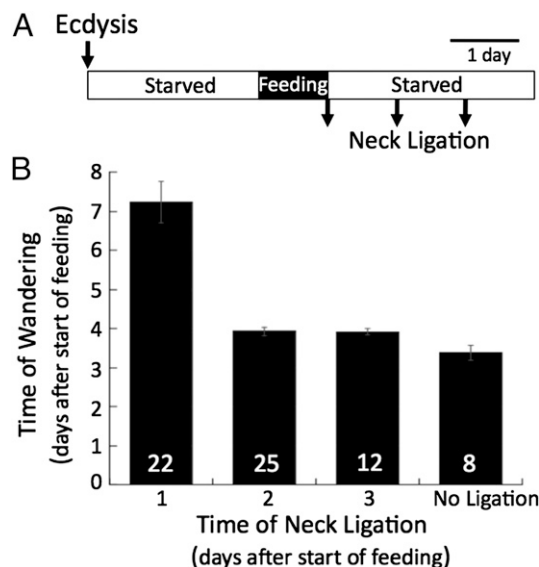 A
Ecdysis
1 day
Starved Feeding Starved
Neck Ligation
B
Time of Wandering
(days after start of feeding)
8
7
6
5
4
3
2
1
0
22 25 12 8
1 2 3 No Ligation
Time of Neck Ligation
(days after start of feeding)